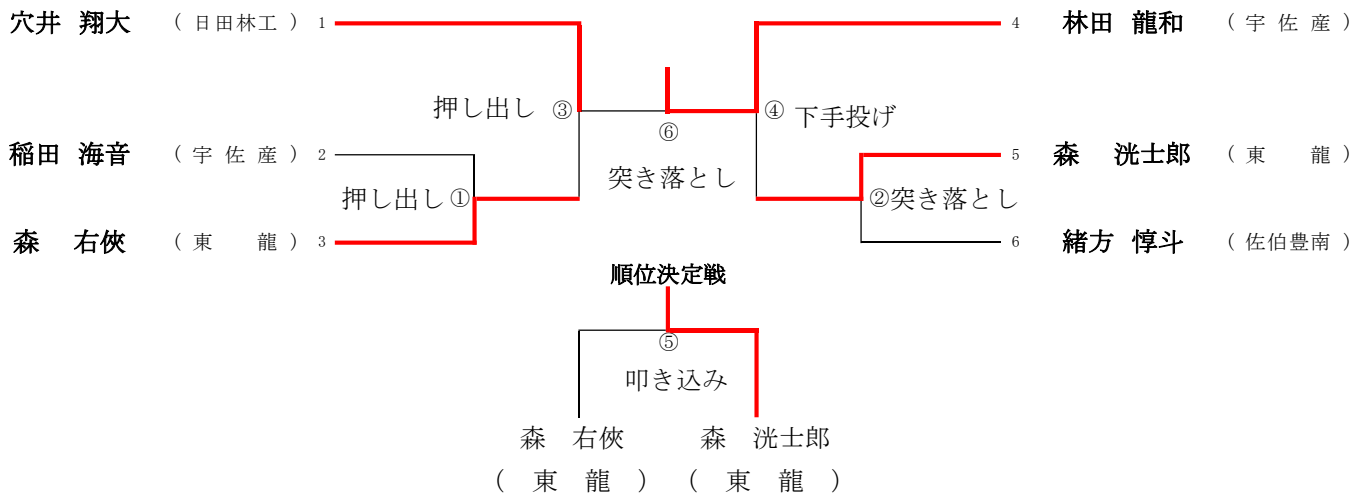 穴井 翔大 （ 日田林工 ） 1 4 林田 龍和 （ 宇 佐 産 ）
押し出し ③ ④ 下手投げ
⑥
稲田 海音 （ 宇 佐 産 ） 2 5 森 洸士郎 （ 東 龍 ）
突き落とし
押し出し ① ②突き落とし
森 右俠 （ 東 龍 ） 3 6 緒方 惇斗 （ 佐伯豊南 ）
順位決定戦
⑤
叩き込み
森 右俠 森 洸士郎
（ 東 龍 ） （ 東 龍 ）